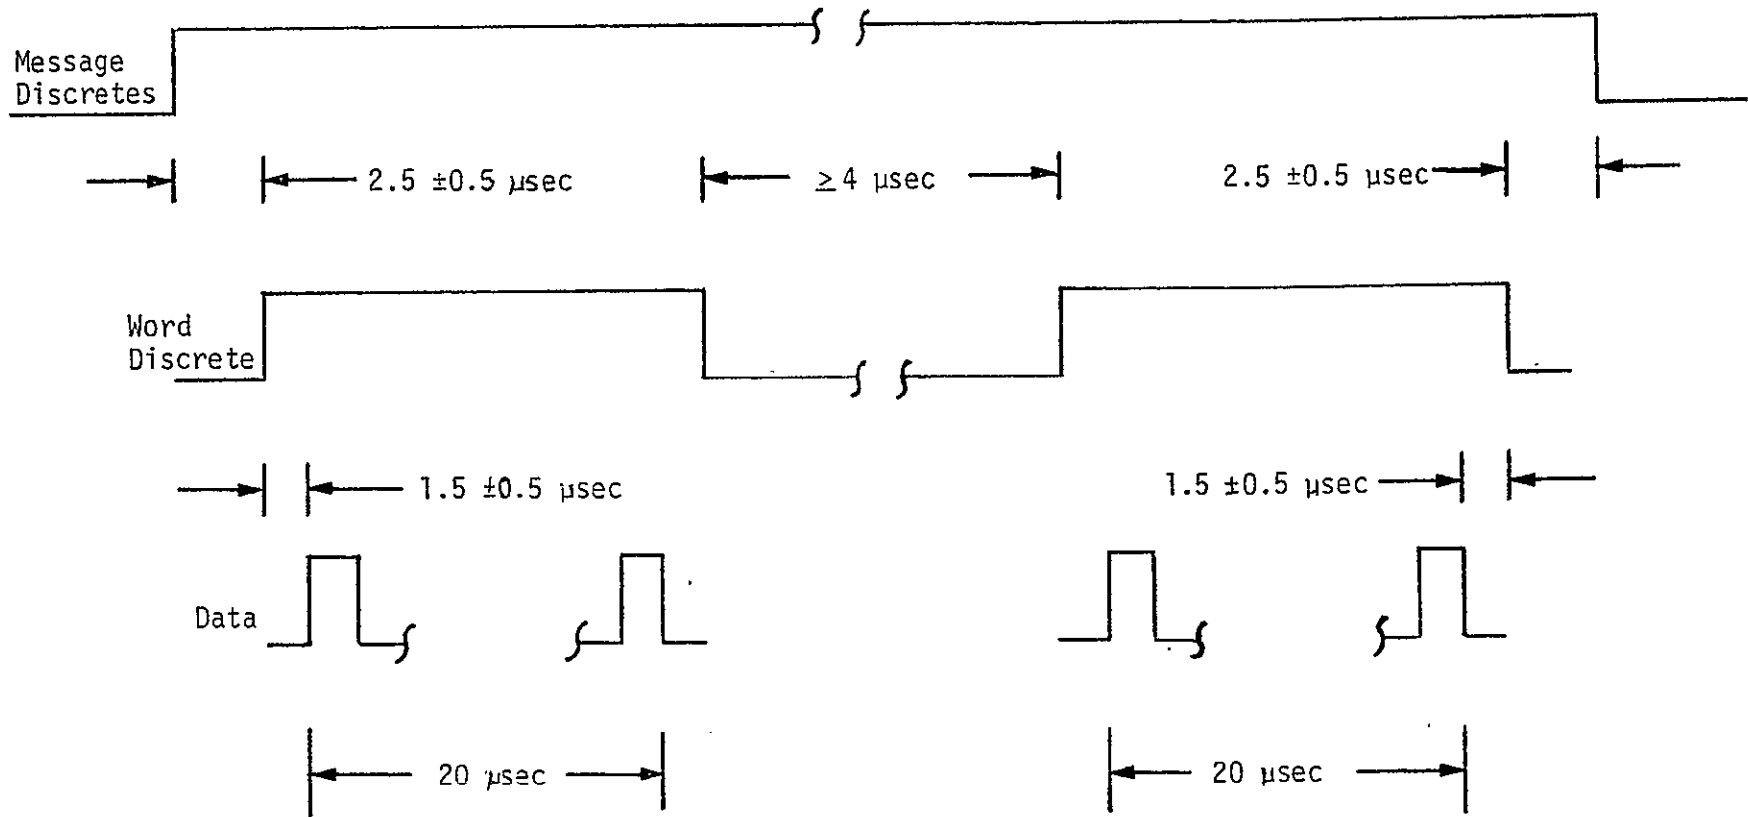 Message
Discretes
2.5 ±0.5 µsec
≥ 4 µsec
2.5 ±0.5 µsec
Word
Discrete
1.5 ±0.5 µsec
1.5 ±0.5 µsec
Data
20 µsec
20 µsec